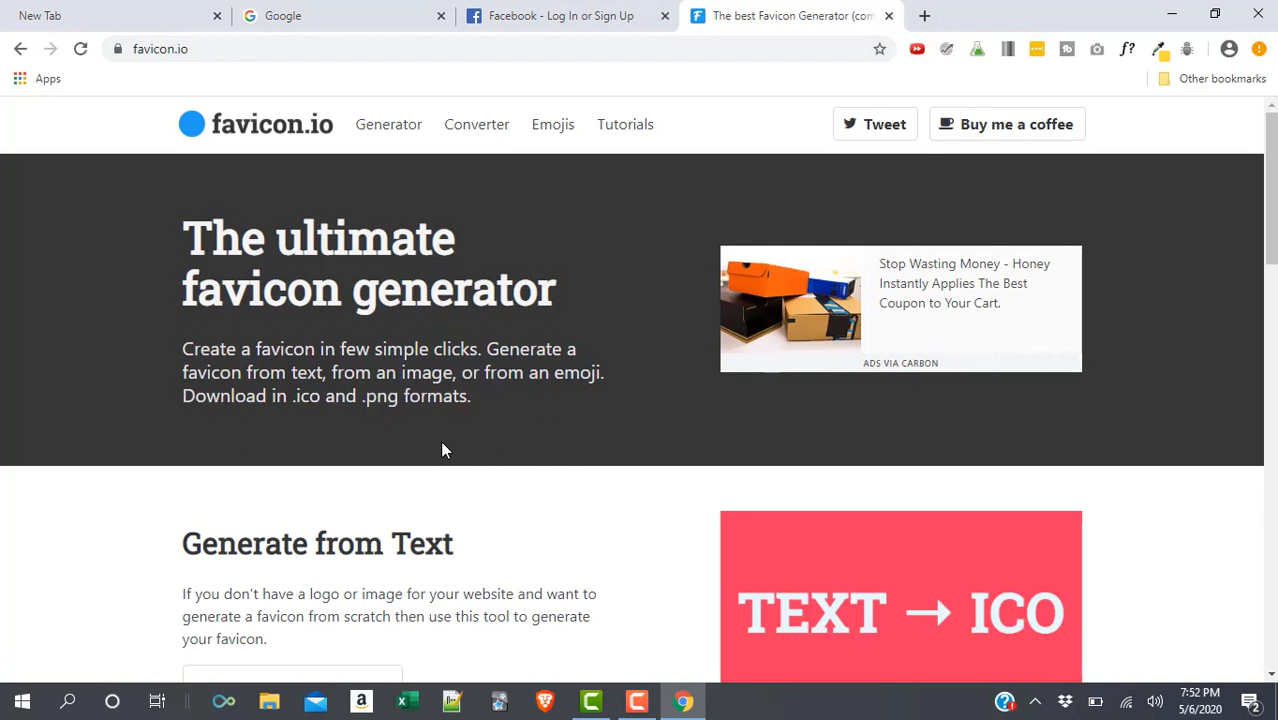 New Tab
Google
Facebook - Log In or Sign Up
The best Favicon Generator (com
favicon.io
f?
Apps
Other bookmarks
favicon.io
Generator
Converter
Emojis
Tutorials
Tweet
Buy me a coffee
The ultimate
favicon generator
Create a favicon in few simple clicks. Generate a
favicon from text, from an image, or from an emoji.
Download in .ico and .png formats.
Stop Wasting Money - Honey
Instantly Applies The Best
Coupon to Your Cart.
ADS VIA CARBON
Generate from Text
If you don't have a logo or image for your website and want to
generate a favicon from scratch then use this tool to generate
your favicon.
TEXT → ICO
7:52 PM
5/6/2020
2